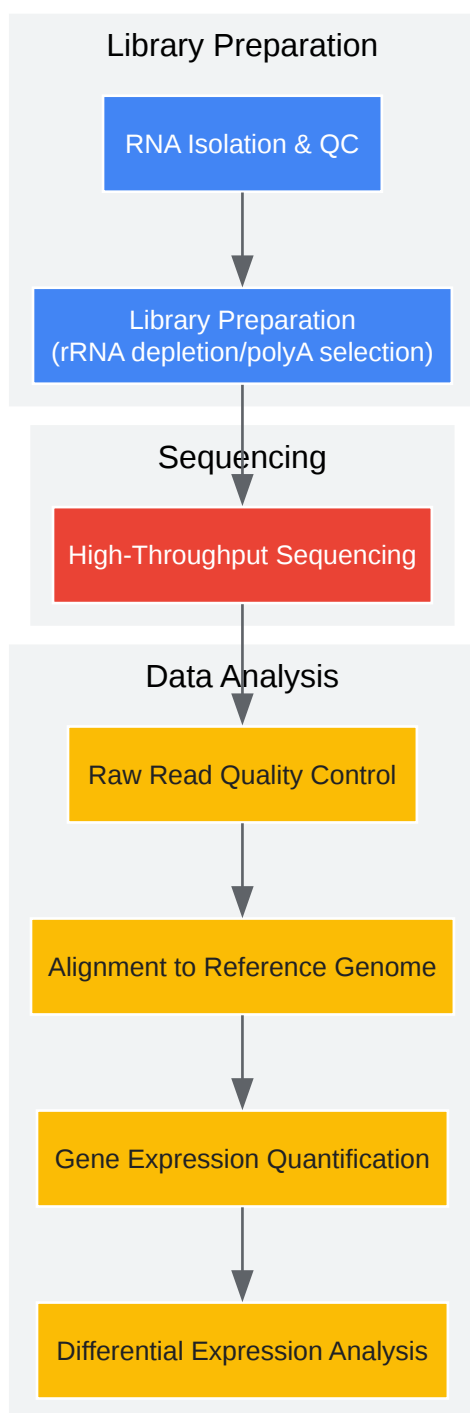 Library Preparation
RNA Isolation & QC
Library Preparation
(rRNA depletion/polyA selection)
Sequencing
High-Throughput Sequencing
Data Analysis
Raw Read Quality Control
Alignment to Reference Genome
Gene Expression Quantification
Differential Expression Analysis